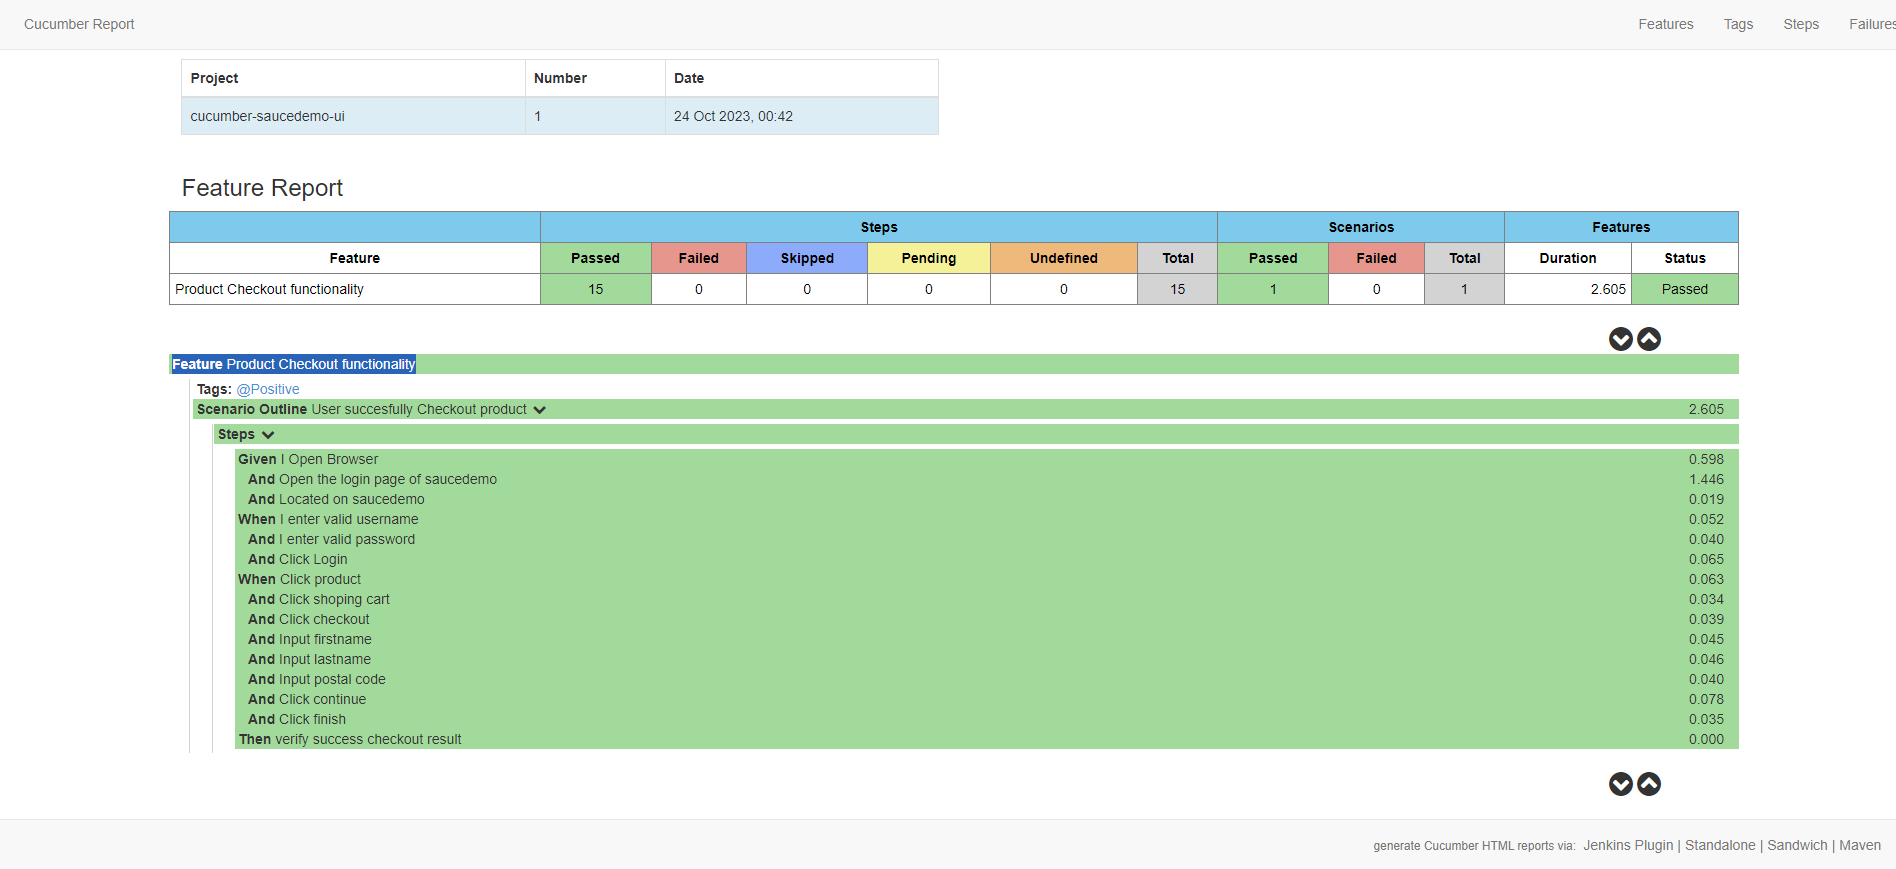 Cucumber Report Features Tags Steps Failures
Project Number Date
cucumber-saucedemo-ui 1 24 Oct 2023, 00:42
Feature Report
Steps Scenarios Features
Feature Passed Failed Skipped Pending Undefined Total Passed Failed Total Duration Status
Product Checkout functionality 15 0 0 0 0 15 1 0 1 2.605 Passed
Feature Product Checkout functionality
Tags: @Positive
Scenario Outline User succesfully Checkout product 2.605
Steps
Given I Open Browser 0.598
And Open the login page of saucedemo 1.446
And Located on saucedemo 0.019
When I enter valid username 0.052
And I enter valid password 0.040
And Click Login 0.065
When Click product 0.063
And Click shoping cart 0.034
And Click checkout 0.039
And Input firstname 0.045
And Input lastname 0.046
And Input postal code 0.040
And Click continue 0.078
And Click finish 0.035
Then verify success checkout result 0.000
generate Cucumber HTML reports via: Jenkins Plugin | Standalone | Sandwich | Maven